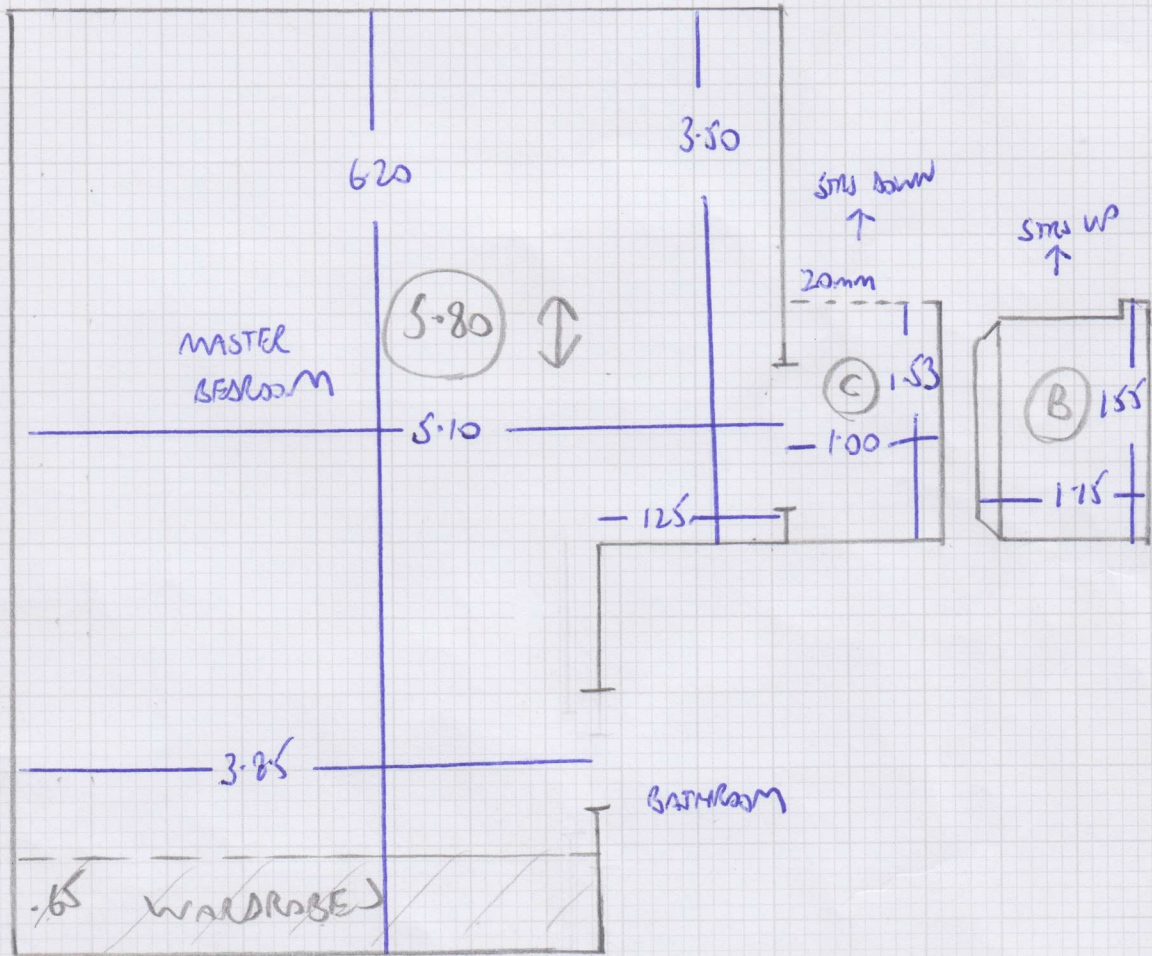 6.20
3.50
STRS DOWN
↑
STRS UP
↑
20mm
5.80
MASTER
BEDROOM
C
1.53
B
1.55
5.10
1.00
1.15
1.25
3.85
BATHROOM
.65 WARDROBES